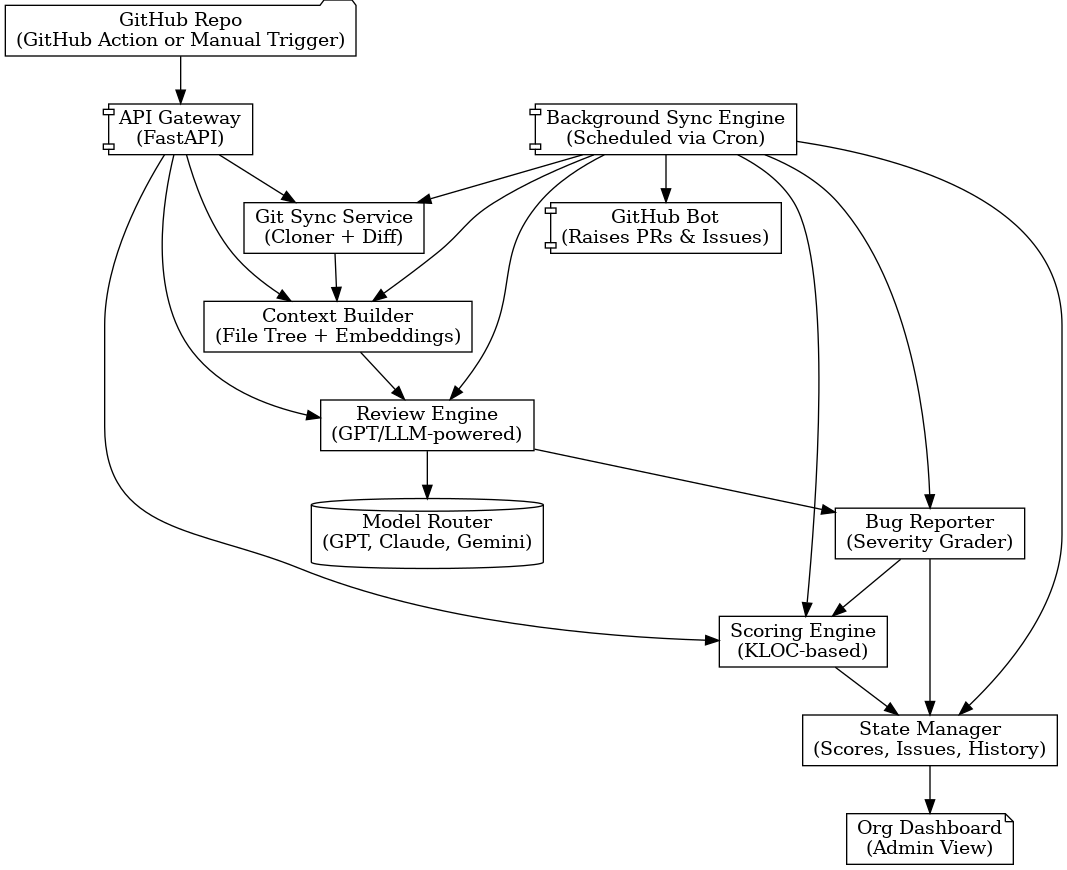 GitHub Repo
(GitHub Action or Manual Trigger)
API Gateway
(FastAPI)
Background Sync Engine
(Scheduled via Cron)
Git Sync Service
(Cloner + Diff)
GitHub Bot
(Raises PRs & Issues)
Context Builder
(File Tree + Embeddings)
Review Engine
(GPT/LLM-powered)
Model Router
(GPT, Claude, Gemini)
Bug Reporter
(Severity Grader)
Scoring Engine
(KLOC-based)
State Manager
(Scores, Issues, History)
Org Dashboard
(Admin View)